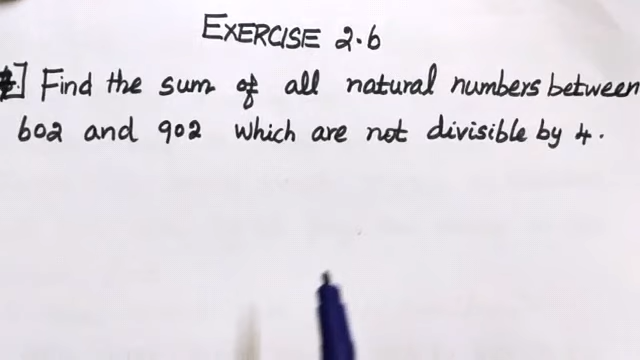 EXERCISE 2.6
7] Find the sum of all natural numbers between
602 and 902 which are not divisible by 4.